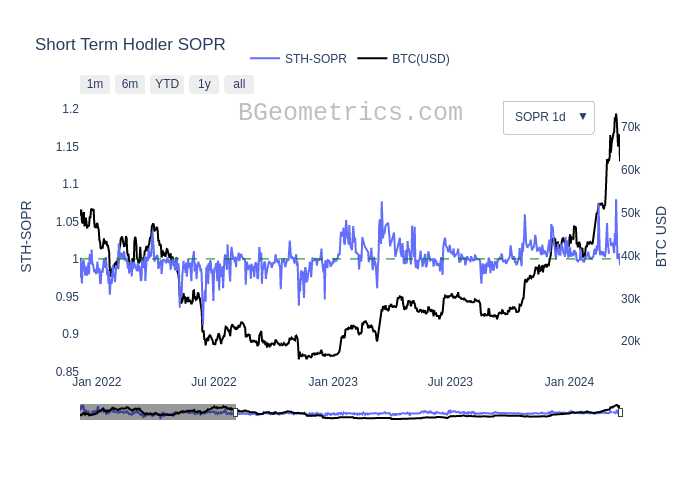 Short Term Hodler SOPR
STH-SOPR BTC(USD)
1m 6m YTD 1y all
BGeometrics.com
SOPR 1d ▼
1.2
1.15
1.1
1.05
1
0.95
0.9
0.85
STH-SOPR
70k
60k
50k
40k
30k
20k
BTC USD
Jan 2022 Jul 2022 Jan 2023 Jul 2023 Jan 2024